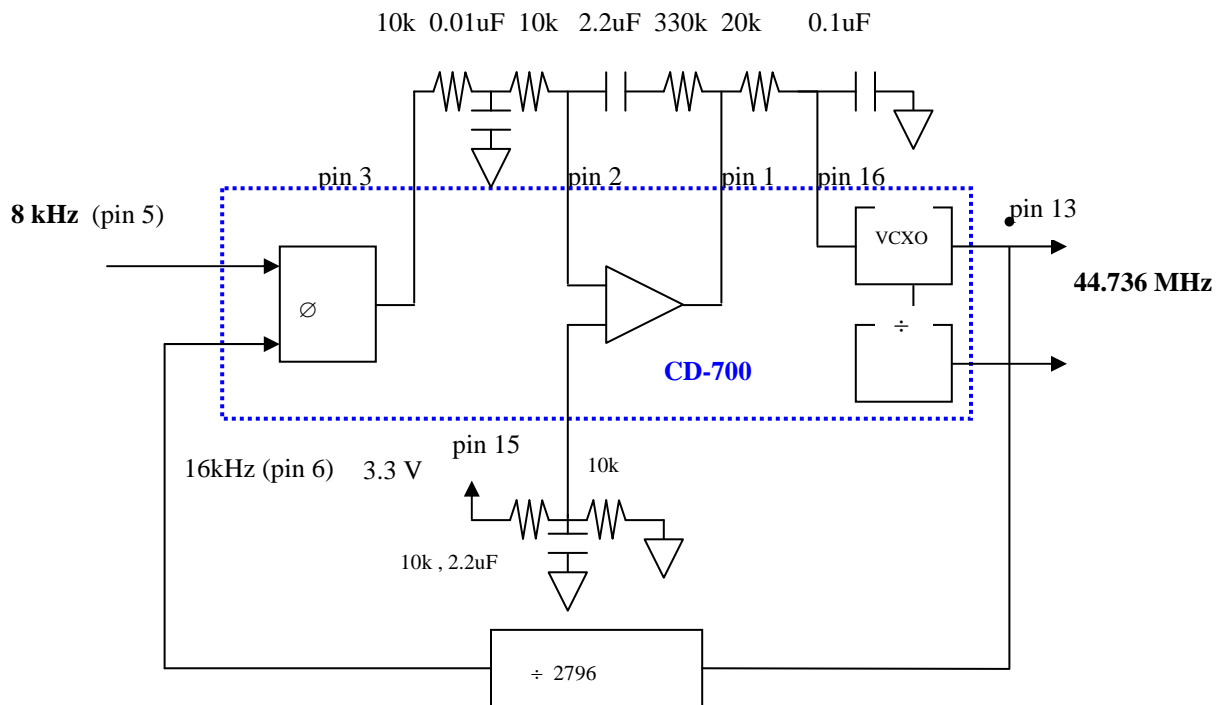 10k 0.01uF 10k 2.2uF 330k 20k 0.1uF
pin 3 pin 2 pin 1 pin 16
8 kHz (pin 5)
pin 13
VCXO
44.736 MHz
∅
÷
CD-700
pin 15
16kHz (pin 6) 3.3 V
10k
10k , 2.2uF
÷ 2796